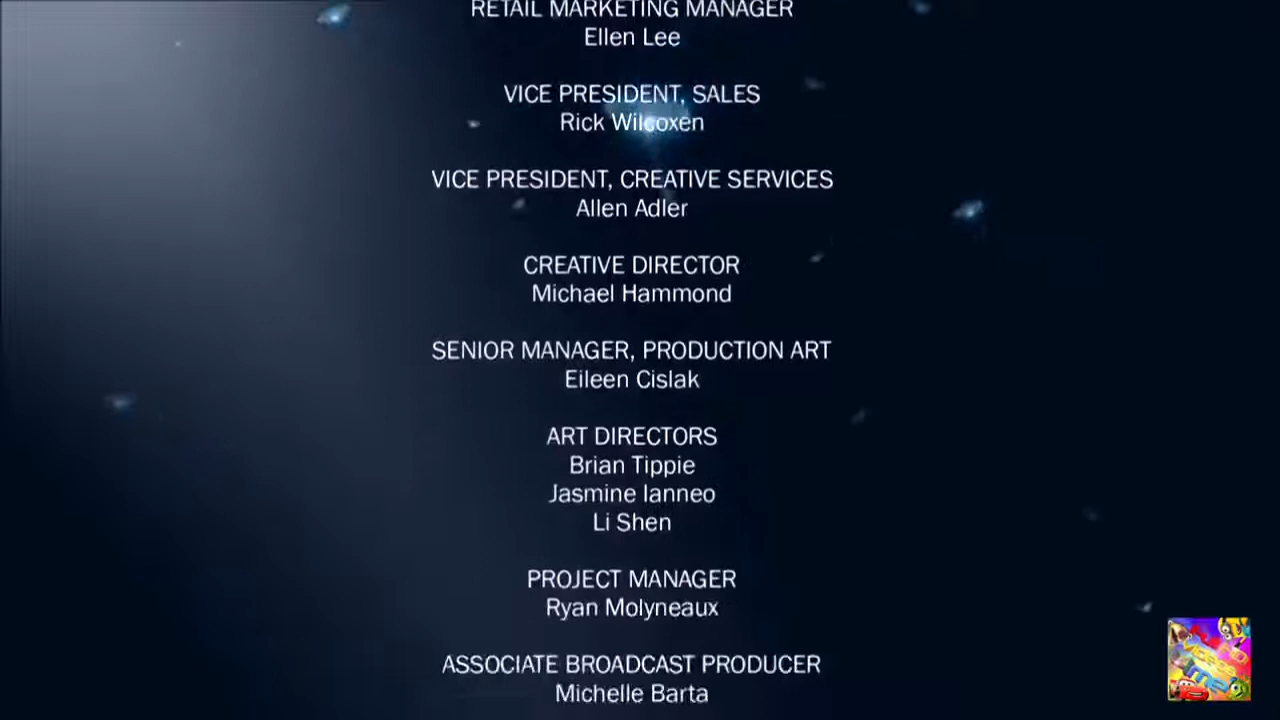 RETAIL MARKETING MANAGER
Ellen Lee
VICE PRESIDENT, SALES
Rick Wilcoxen
VICE PRESIDENT, CREATIVE SERVICES
Allen Adler
CREATIVE DIRECTOR
Michael Hammond
SENIOR MANAGER, PRODUCTION ART
Eileen Cislak
ART DIRECTORS
Brian Tippie
Jasmine Ianneo
Li Shen
PROJECT MANAGER
Ryan Molyneaux
ASSOCIATE BROADCAST PRODUCER
Michelle Barta